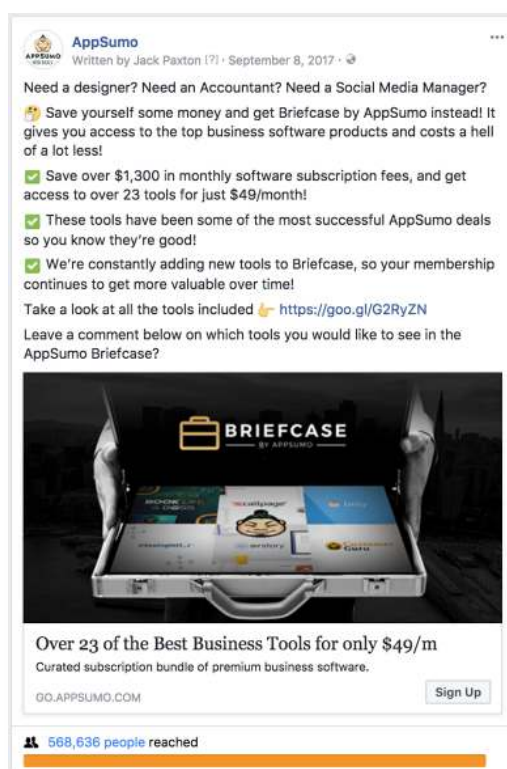 AppSumo
Written by Jack Paxton [?] · September 8, 2017 ·
Need a designer? Need an Accountant? Need a Social Media Manager?
🤔 Save yourself some money and get Briefcase by AppSumo instead! It
gives you access to the top business software products and costs a hell
of a lot less!
✅ Save over $1,300 in monthly software subscription fees, and get
access to over 23 tools for just $49/month!
✅ These tools have been some of the most successful AppSumo deals
so you know they're good!
✅ We're constantly adding new tools to Briefcase, so your membership
continues to get more valuable over time!
Take a look at all the tools included 👉 https://goo.gl/G2RyZN
Leave a comment below on which tools you would like to see in the
AppSumo Briefcase?
BRIEFCASE
BY APPSUMO
BOOK LIKE
A BOSS
callpage
Guru
Over 23 of the Best Business Tools for only $49/m
Curated subscription bundle of premium business software.
GO.APPSUMO.COM
Sign Up
568,636 people reached